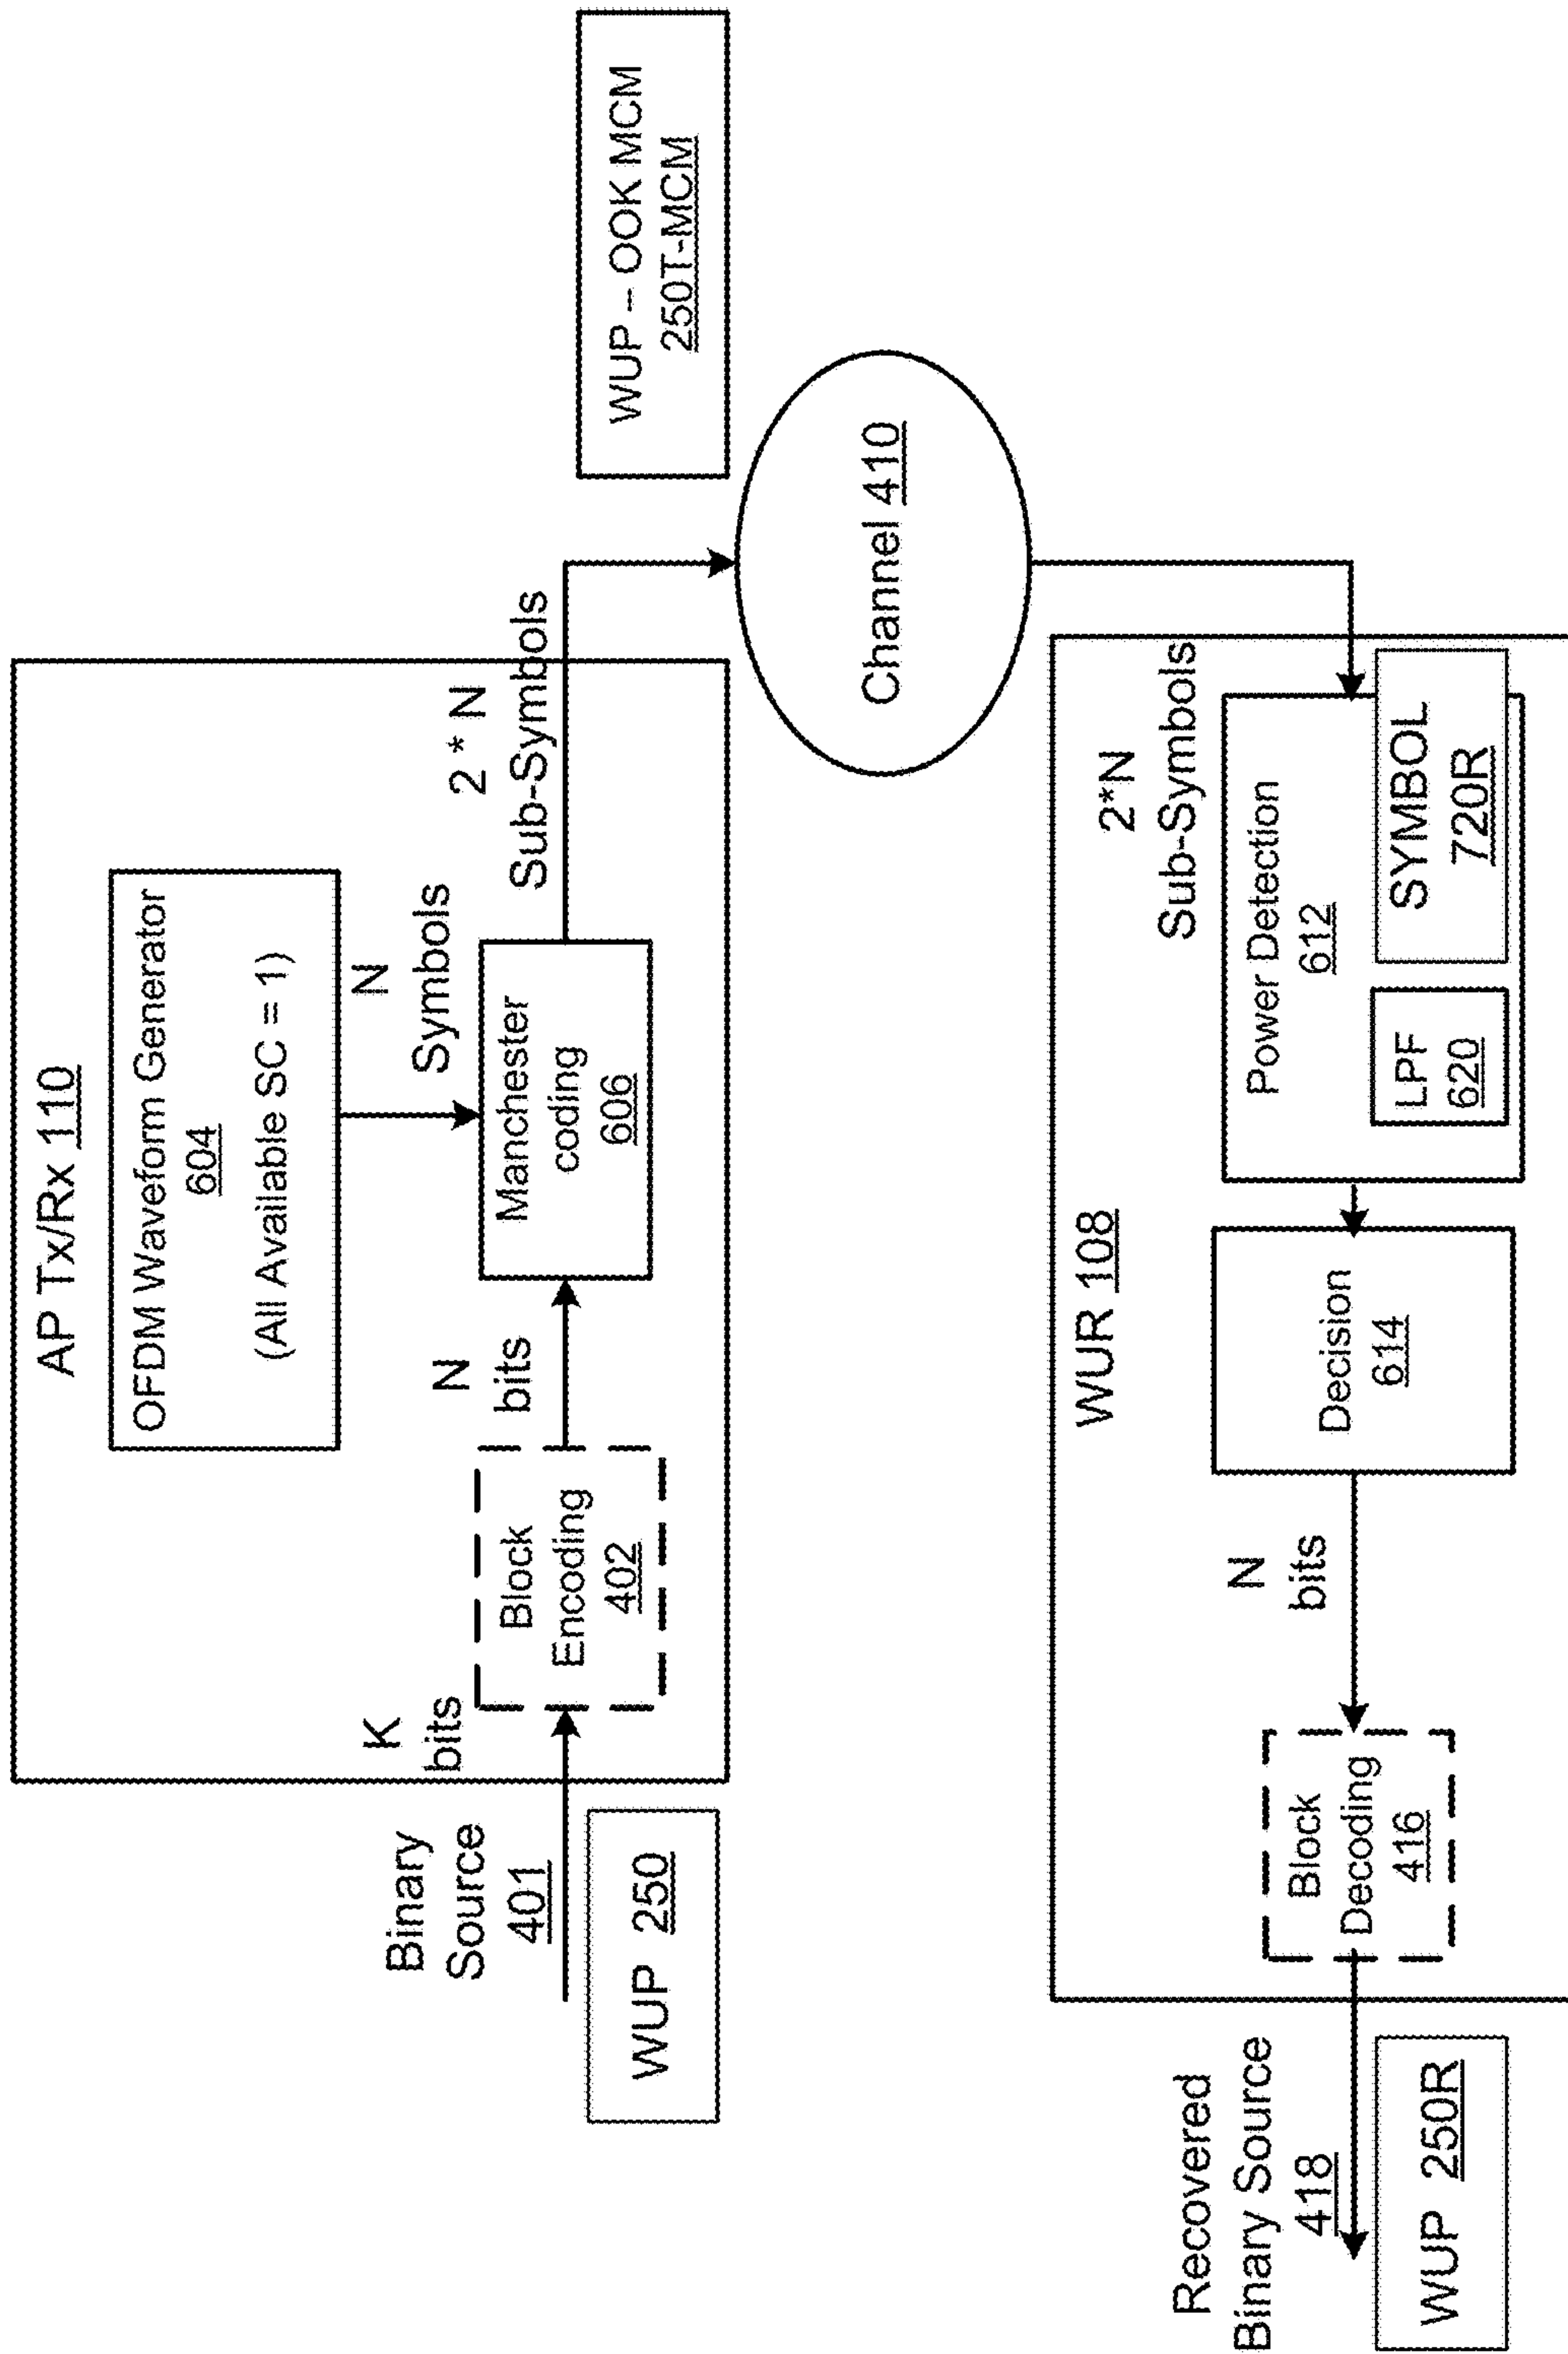 AP Tx/Rx 110
OFDM Waveform Generator
604
(All Available SC = 1)
Binary
Source
401
WUP 250
K
bits
Block
Encoding
402
N
bits
N
Symbols
Manchester
coding
606
2 * N
Sub-Symbols
WUP – OOK MCM
250T-MCM
Channel 410
WUR 108
2*N
Sub-Symbols
Power Detection
612
LPF
620
SYMBOL
720R
Decision
614
N
bits
Block
Decoding
416
Recovered
Binary Source
418
WUP 250R